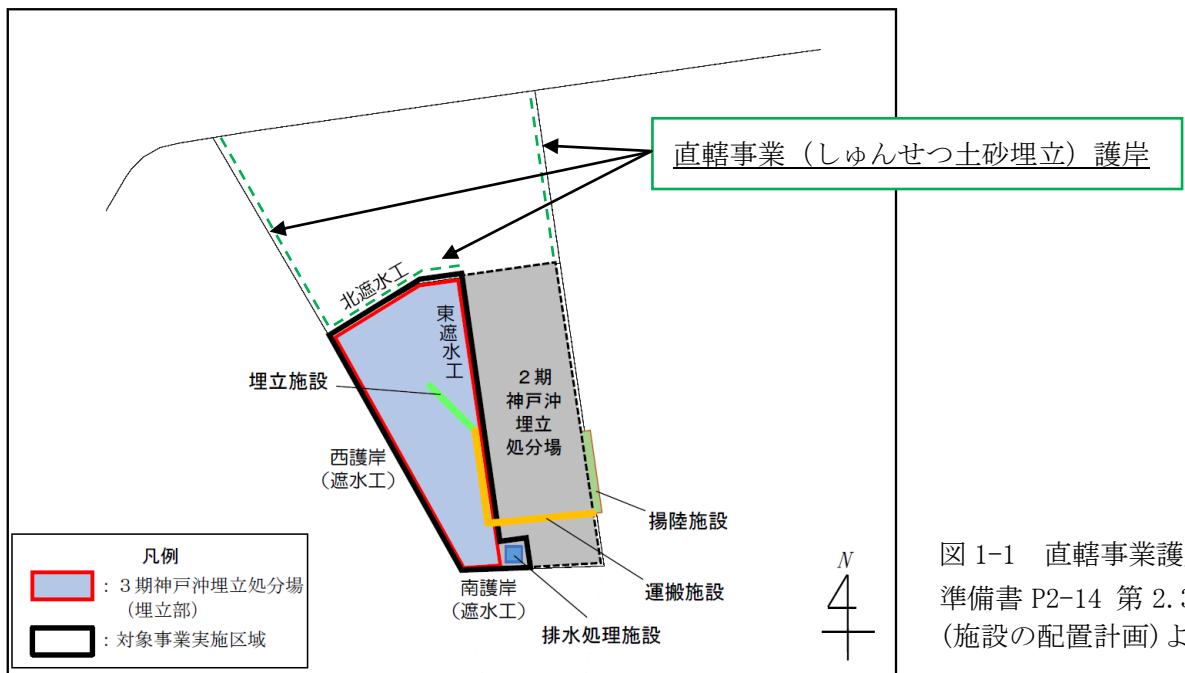 直轄事業（しゅんせつ土砂埋立）護岸
北遮水工
東遮水工
埋立施設
２期
神戸沖
埋立
処分場
西護岸
（遮水工）
揚陸施設
運搬施設
南護岸
（遮水工）
排水処理施設
凡例
：３期神戸沖埋立処分場
(埋立部)
：対象事業実施区域
N
図 1-1　直轄事業護
準備書 P2-14 第 2.3
(施設の配置計画)よ